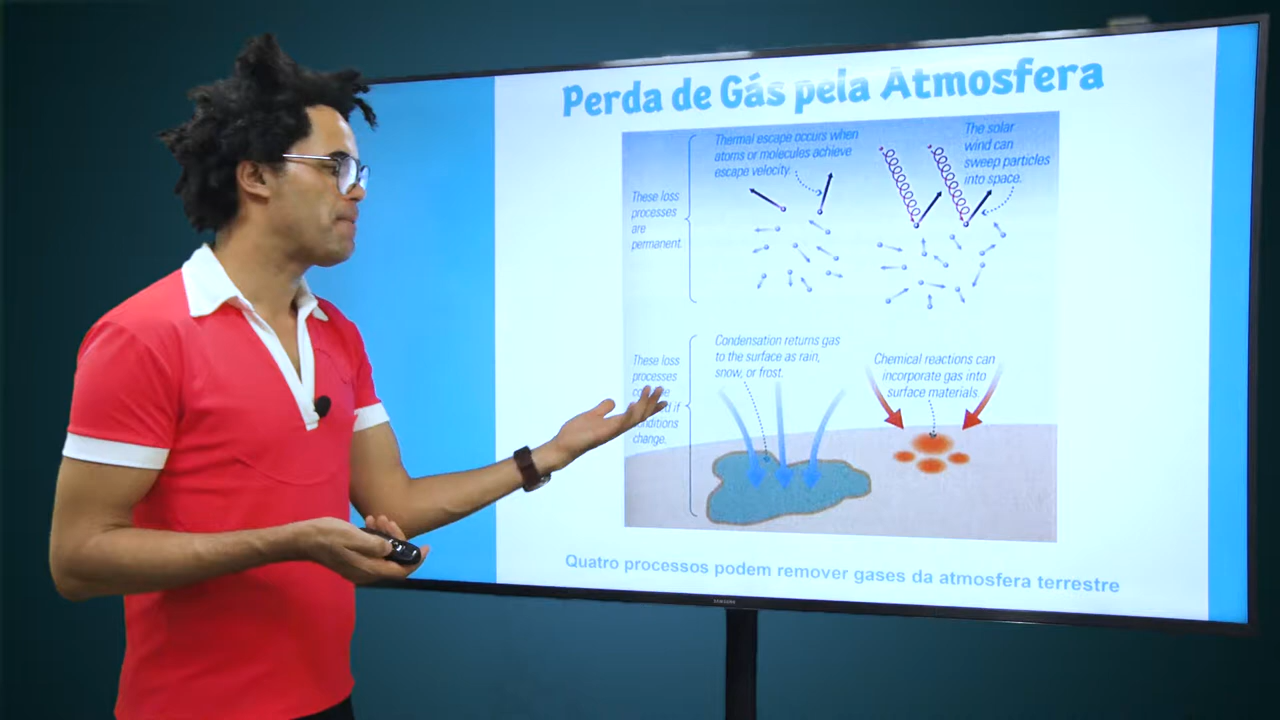 Perda de Gás pela Atmosfera
Thermal escape occurs when
atoms or molecules achieve
escape velocity.
The solar
wind can
sweep particles
into space.
These loss
processes
are
permanent.
Condensation returns gas
to the surface as rain,
snow, or frost.
Chemical reactions can
incorporate gas into
surface materials.
These loss
processes
if
conditions
change.
Quatro processos podem remover gases da atmosfera terrestre
SAMSUNG